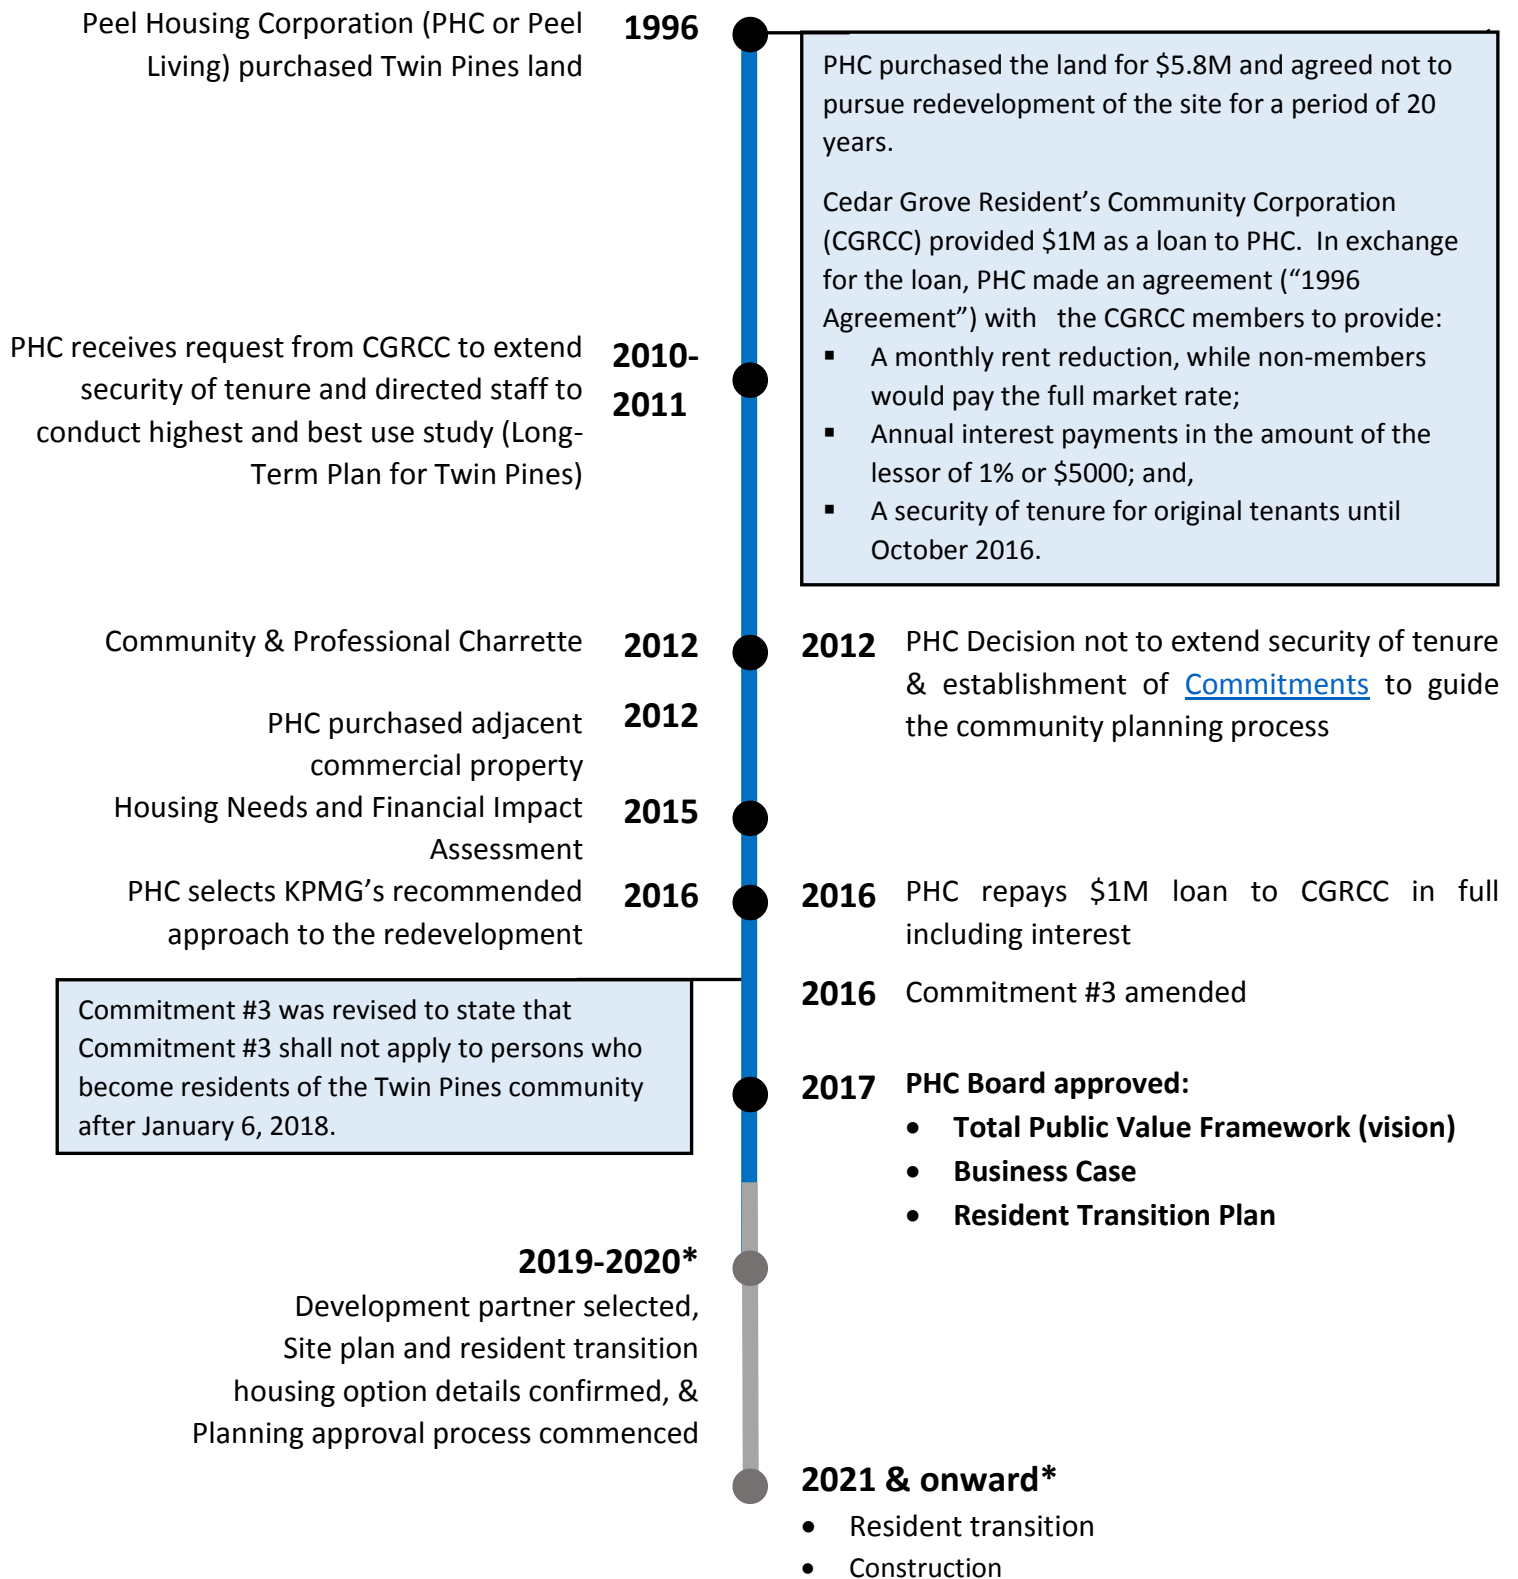 Peel Housing Corporation (PHC or Peel
Living) purchased Twin Pines land
1996
PHC purchased the land for $5.8M and agreed not to
pursue redevelopment of the site for a period of 20
years.
Cedar Grove Resident’s Community Corporation
(CGRCC) provided $1M as a loan to PHC.  In exchange
for the loan, PHC made an agreement (“1996
Agreement”) with   the CGRCC members to provide:
▪ A monthly rent reduction, while non-members
would pay the full market rate;
▪ Annual interest payments in the amount of the
lessor of 1% or $5000; and,
▪ A security of tenure for original tenants until
October 2016.
PHC receives request from CGRCC to extend
security of tenure and directed staff to
conduct highest and best use study (Long-
Term Plan for Twin Pines)
2010-
2011
Community & Professional Charrette
2012
2012
PHC Decision not to extend security of tenure
& establishment of Commitments to guide
the community planning process
PHC purchased adjacent
commercial property
2012
Housing Needs and Financial Impact
Assessment
2015
PHC selects KPMG’s recommended
approach to the redevelopment
2016
2016
PHC repays $1M loan to CGRCC in full
including interest
2016
Commitment #3 amended
Commitment #3 was revised to state that
Commitment #3 shall not apply to persons who
become residents of the Twin Pines community
after January 6, 2018.
2017
PHC Board approved:
• Total Public Value Framework (vision)
• Business Case
• Resident Transition Plan
2019-2020*
Development partner selected,
Site plan and resident transition
housing option details confirmed, &
Planning approval process commenced
2021 & onward*
• Resident transition
• Construction